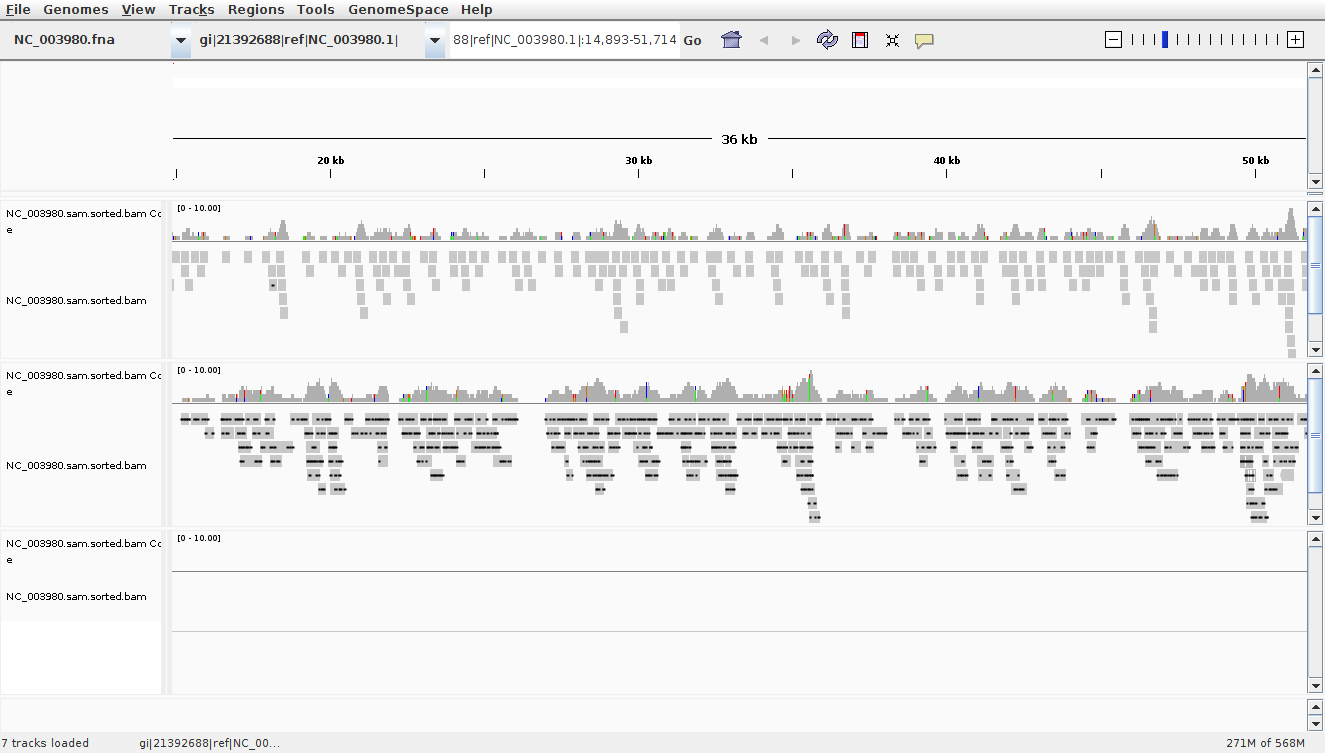 File Genomes View Tracks Regions Tools GenomeSpace Help
NC_003980.fna gi|21392688|ref|NC_003980.1| 88|ref|NC_003980.1|:14,893-51,714 Go
36 kb
20 kb 30 kb 40 kb 50 kb
NC_003980.sam.sorted.bam Cc
e
[0 - 10.00]
NC_003980.sam.sorted.bam
NC_003980.sam.sorted.bam Cc
e
[0 - 10.00]
NC_003980.sam.sorted.bam
NC_003980.sam.sorted.bam Cc
e
[0 - 10.00]
NC_003980.sam.sorted.bam
7 tracks loaded gi|21392688|ref|NC_00... 271M of 568M